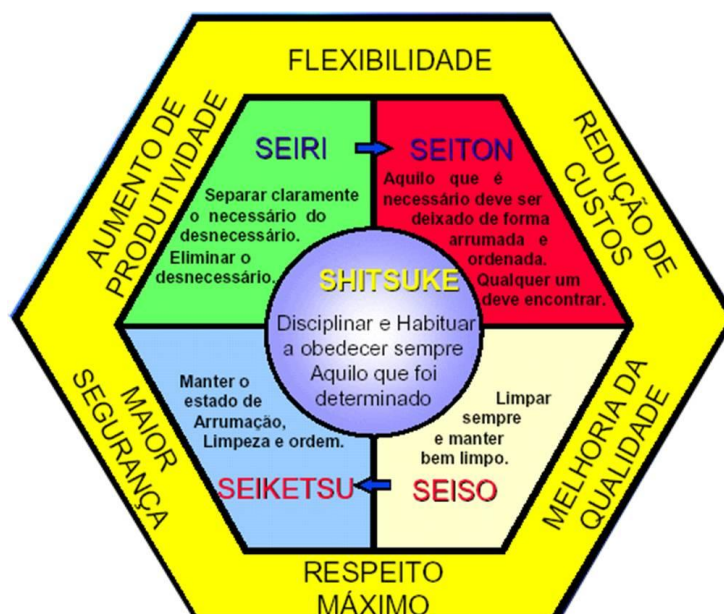 FLEXIBILIDADE
AUMENTO DE
PRODUTIVIDADE
REDUÇÃO DE
CUSTOS
SEIRI
Separar claramente
o necessário do
desnecessário.
Eliminar o
desnecessário.
SEITON
Aquilo que é
necessário deve ser
deixado de forma
arrumada e
ordenada.
Qualquer um
deve encontrar.
SHITSUKE
Disciplinar e Habituar
a obedecer sempre
Aquilo que foi
determinado
Manter o
estado de
Arrumação,
Limpeza e ordem.
SEIKETSU
Limpar
sempre
e manter
bem limpo.
SEISO
MAIOR
SEGURANÇA
MELHORIA DA
QUALIDADE
RESPEITO
MÁXIMO